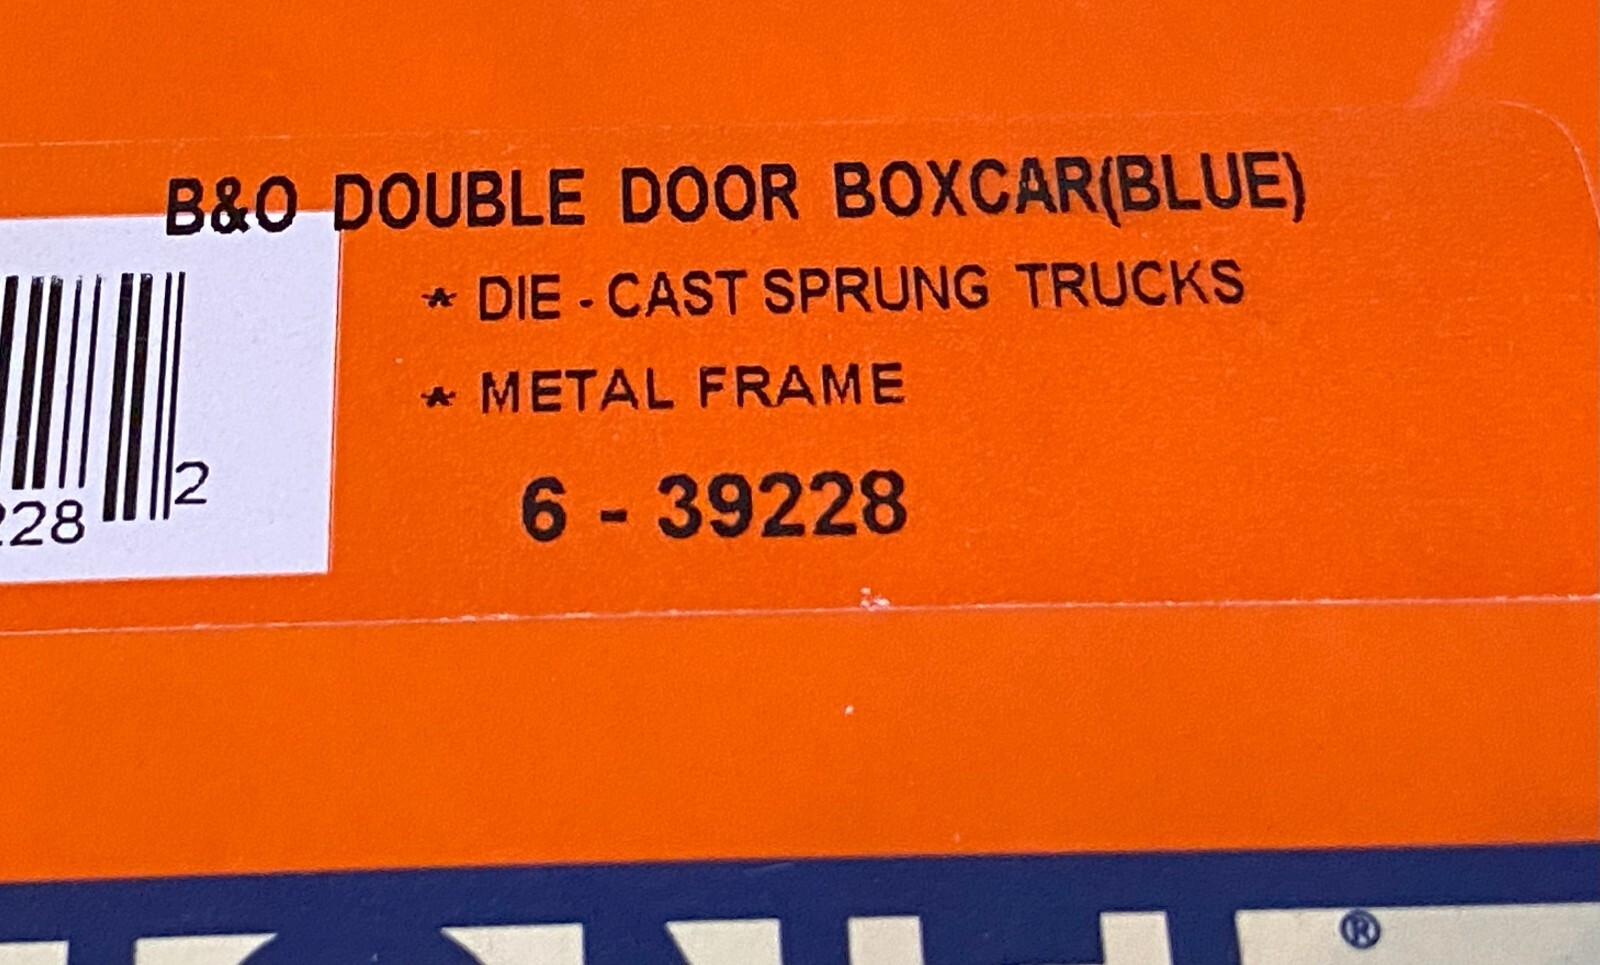 B&O DOUBLE DOOR BOXCAR(BLUE)
* DIE - CAST SPRUNG TRUCKS
* METAL FRAME
6 - 39228
228 2
®